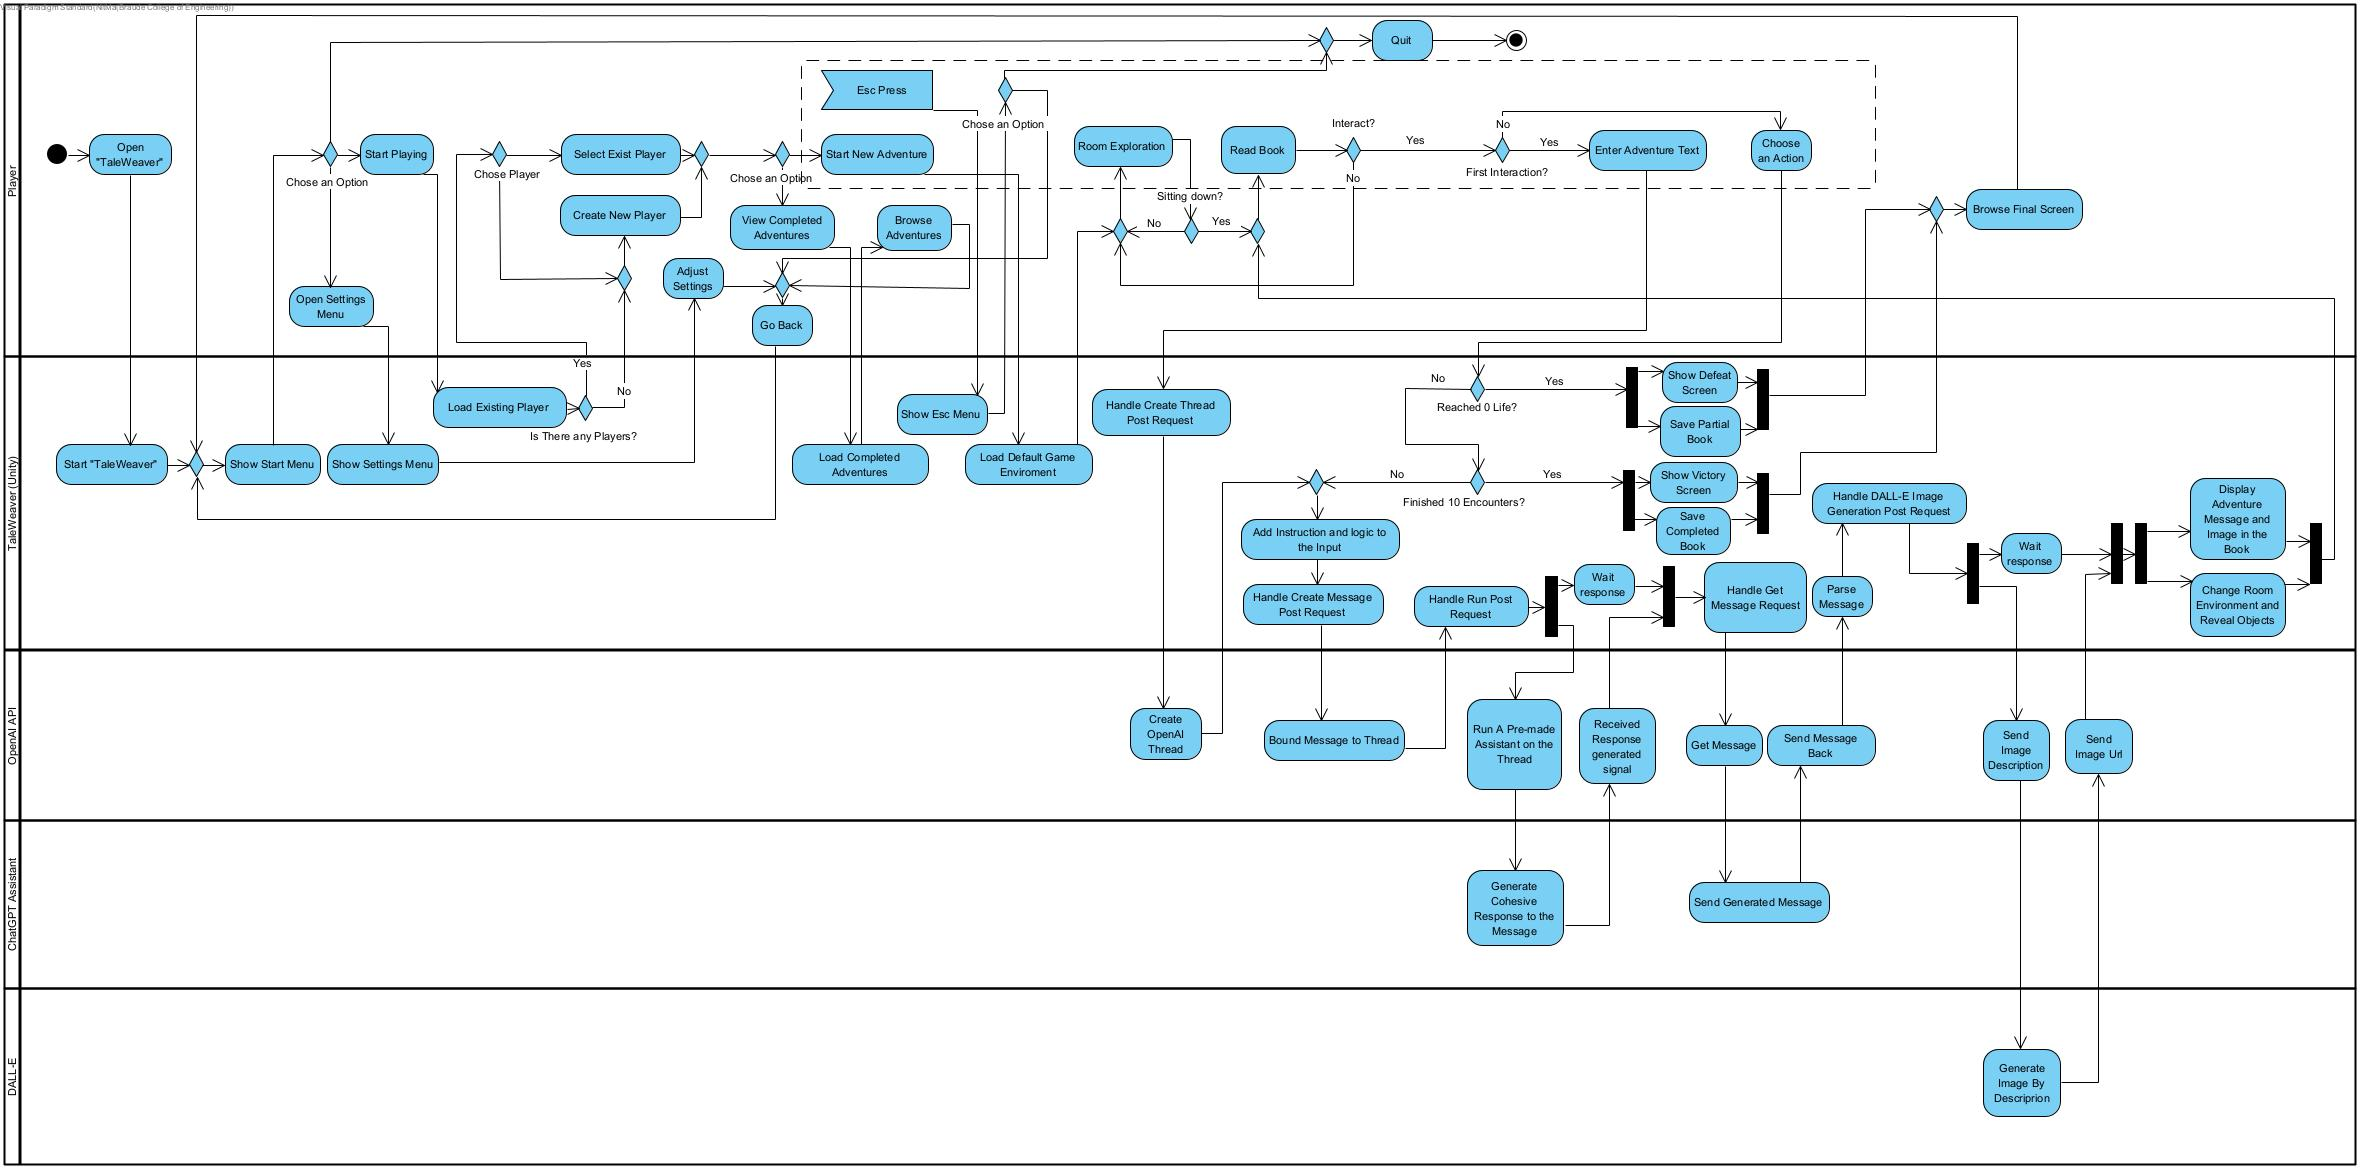 Visual Paradigm Standard(Nitma(Braude College of Engineering))
Player
Quit
Esc Press
Chose an Option
Open
"TaleWeaver"
Start Playing
Chose an Option
Chose Player
Select Exist Player
Chose an Option
Start New Adventure
Room Exploration
Read Book
Interact?
Yes
No
No
Yes
First Interaction?
Enter Adventure Text
Choose
an Action
Create New Player
View Completed
Adventures
Browse
Adventures
Sitting down?
No
Yes
Browse Final Screen
Adjust
Settings
Open Settings
Menu
Go Back
TaleWeaver (Unity)
Yes
No
Load Existing Player
Is There any Players?
Show Esc Menu
Handle Create Thread
Post Request
No
Yes
Reached 0 Life?
Show Defeat
Screen
Save Partial
Book
Start "TaleWeaver"
Show Start Menu
Show Settings Menu
Load Completed
Adventures
Load Default Game
Enviroment
No
Yes
Finished 10 Encounters?
Show Victory
Screen
Save
Completed
Book
Handle DALL-E Image
Generation Post Request
Display
Adventure
Message and
Image in the
Book
Add Instruction and logic to
the Input
Wait
response
Handle Create Message
Post Request
Handle Run Post
Request
Wait
response
Handle Get
Message Request
Parse
Message
Change Room
Environment and
Reveal Objects
OpenAI API
Create
OpenAI
Thread
Bound Message to Thread
Run A Pre-made
Assistant on the
Thread
Received
Response
generated
signal
Get Message
Send Message
Back
Send
Image
Description
Send
Image Url
ChatGPT Assistant
Generate
Cohesive
Response to the
Message
Send Generated Message
DALL-E
Generate
Image By
Descriprion